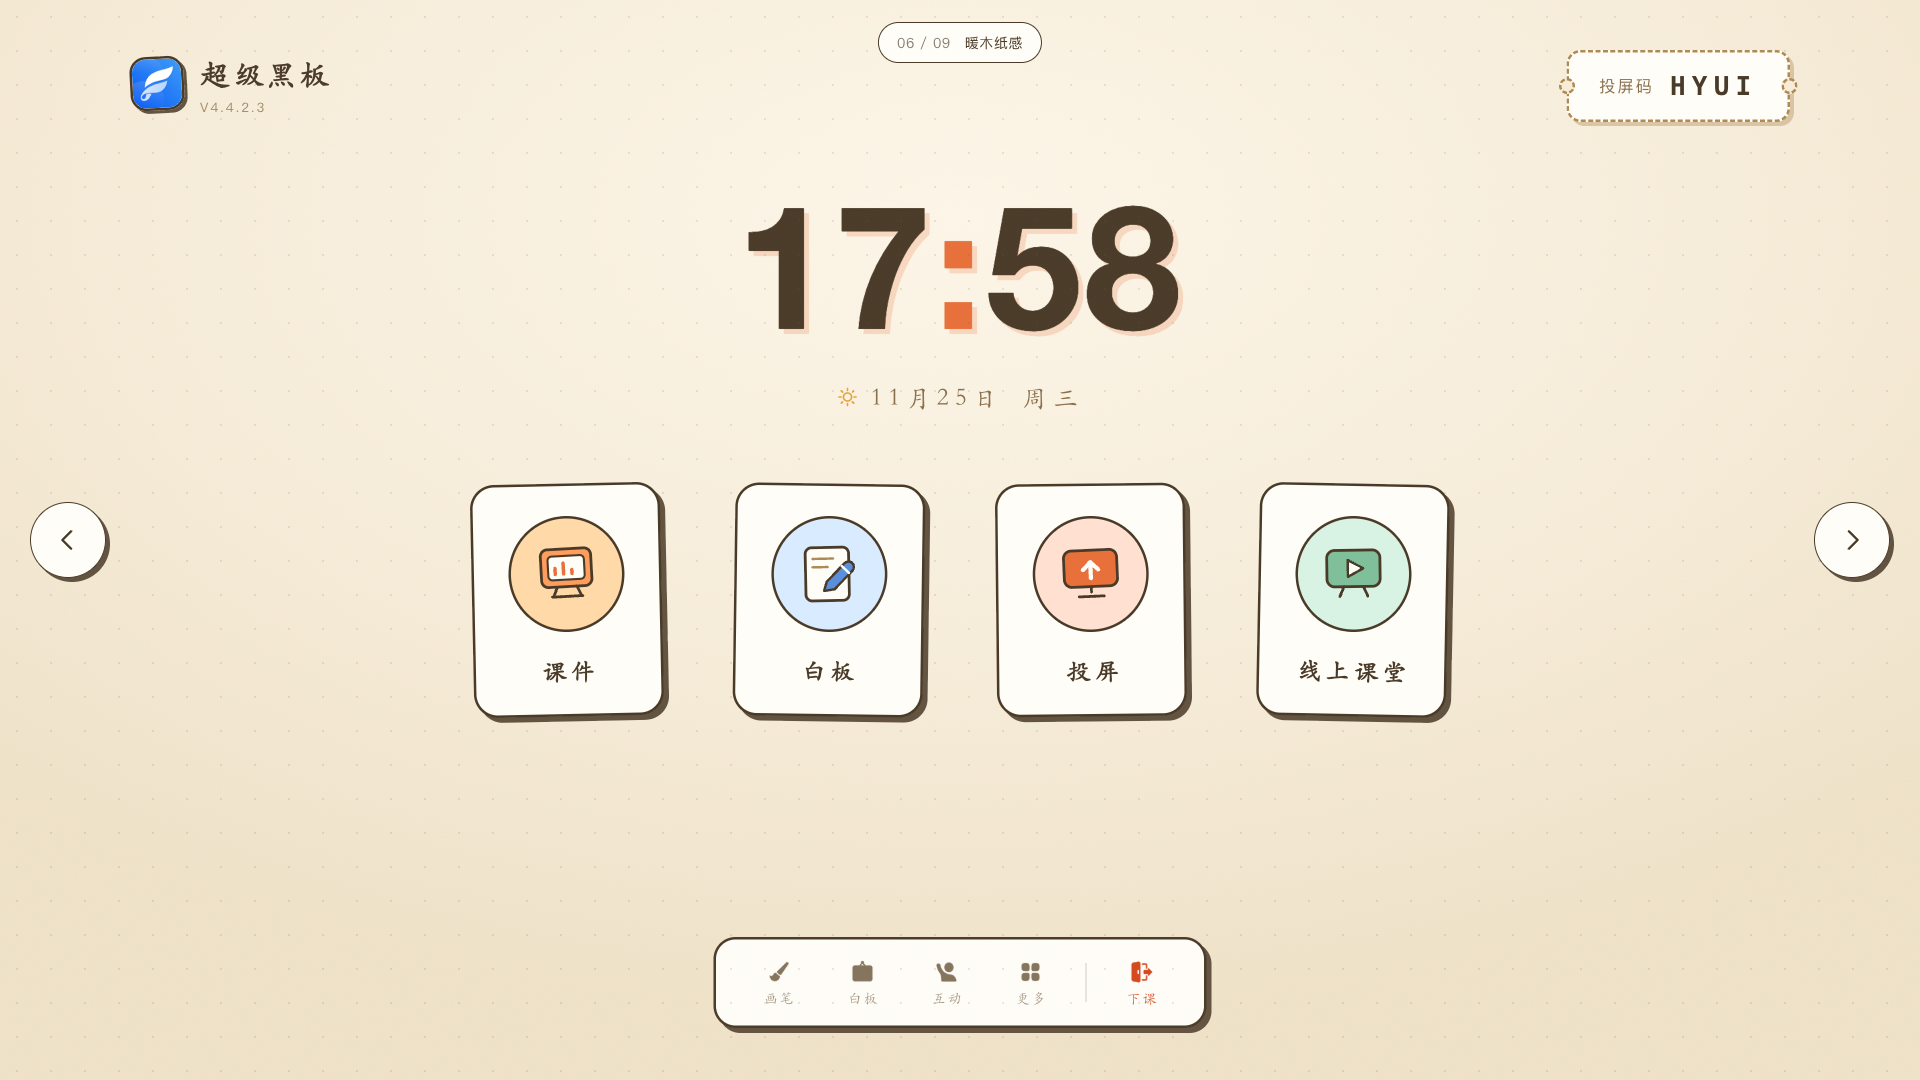 06 / 09 暖木纸感
超级黑板
V4.4.2.3
投屏码 HYUI
17:58
11月25日 周三
课件
白板
投屏
线上课堂
画笔
白板
互动
更多
下课